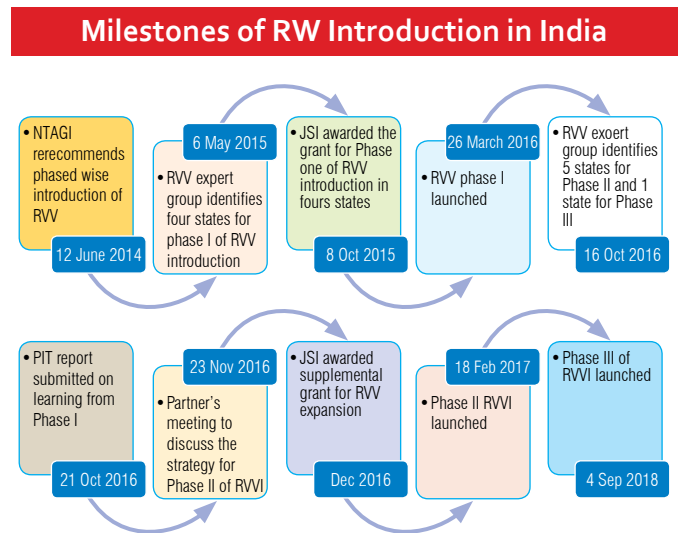 Milestones of RW Introduction in India
• NTAGI
rerecommends
phased wise
introduction of
RVV
12 June 2014
6 May 2015
• RVV expert
group identifies
four states for
phase I of RVV
introduction
• JSI awarded the
grant for Phase
one of RVV
introduction in
fours states
8 Oct 2015
26 March 2016
• RVV phase I
launched
• RVV exoert
group identifies
5 states for
Phase II and 1
state for Phase
III
16 Oct 2016
• PIT report
submitted on
learning from
Phase I
21 Oct 2016
23 Nov 2016
• Partner's
meeting to
discuss the
strategy for
Phase II of RVVI
• JSI awarded
supplemental
grant for RVV
expansion
Dec 2016
18 Feb 2017
• Phase II RVVI
launched
• Phase III of
RVVI launched
4 Sep 2018